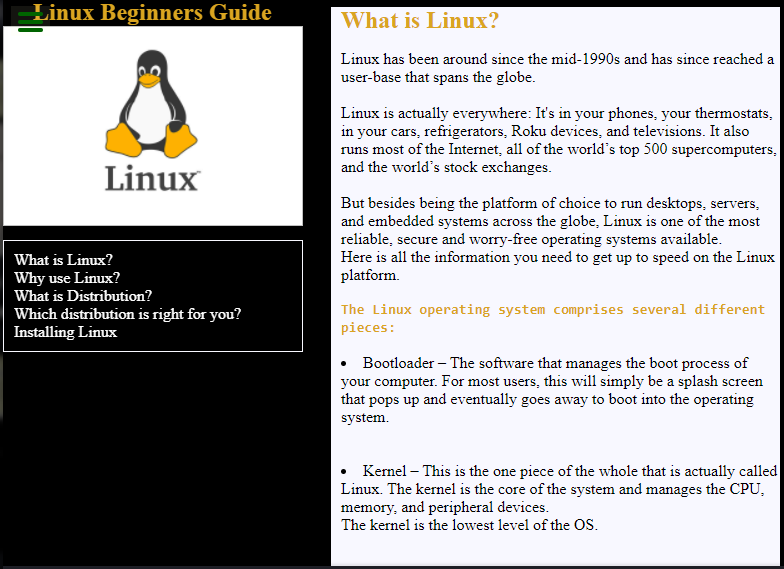 Linux Beginners Guide
Linux™
What is Linux?
Why use Linux?
What is Distribution?
Which distribution is right for you?
Installing Linux
What is Linux?
Linux has been around since the mid-1990s and has since reached a
user-base that spans the globe.
Linux is actually everywhere: It's in your phones, your thermostats,
in your cars, refrigerators, Roku devices, and televisions. It also
runs most of the Internet, all of the world’s top 500 supercomputers,
and the world’s stock exchanges.
But besides being the platform of choice to run desktops, servers,
and embedded systems across the globe, Linux is one of the most
reliable, secure and worry-free operating systems available.
Here is all the information you need to get up to speed on the Linux
platform.
The Linux operating system comprises several different
pieces:
• Bootloader – The software that manages the boot process of
your computer. For most users, this will simply be a splash screen
that pops up and eventually goes away to boot into the operating
system.
• Kernel – This is the one piece of the whole that is actually called
Linux. The kernel is the core of the system and manages the CPU,
memory, and peripheral devices.
The kernel is the lowest level of the OS.